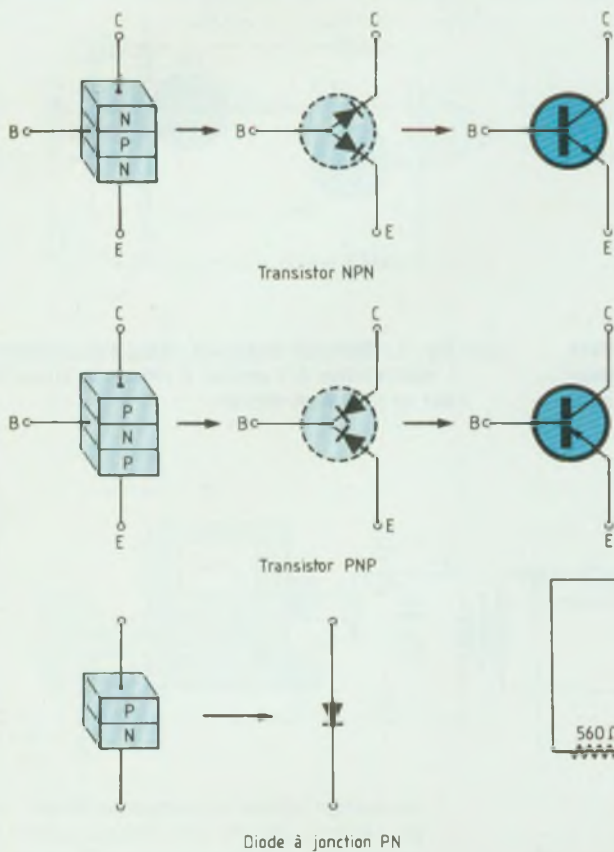 C C C
N
B P B B
N
E E E
Transistor NPN
C C C
P
B N B B
P
E E E
Transistor PNP
P
N
560 Ω
Diode à jonction PN